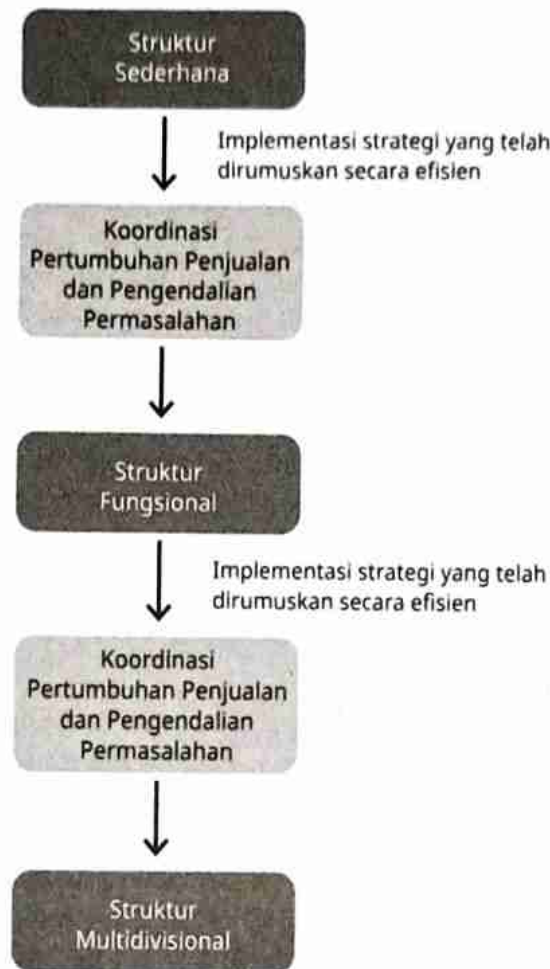 Struktur
Sederhana
Implementasi strategi yang telah
dirumuskan secara efisien
Koordinasi
Pertumbuhan Penjualan
dan Pengendalian
Permasalahan
Struktur
Fungsional
Implementasi strategi yang telah
dirumuskan secara efisien
Koordinasi
Pertumbuhan Penjualan
dan Pengendalian
Permasalahan
Struktur
Multidivisional